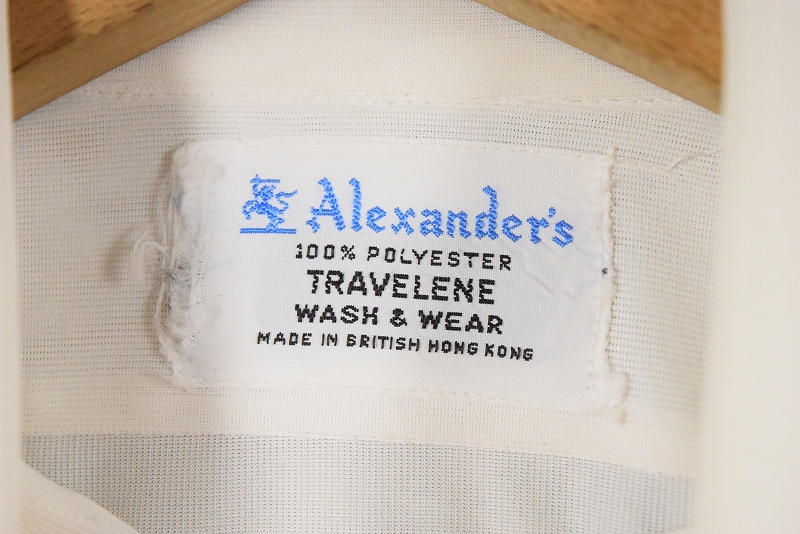 Alexander's
100% POLYESTER
TRAVELENE
WASH & WEAR
MADE IN BRITISH HONG KONG